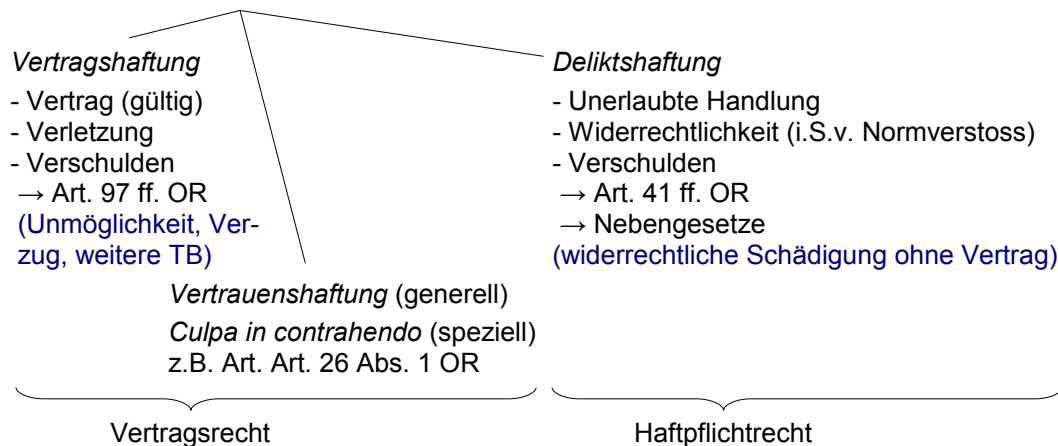 Vertragshaftung
- Vertrag (gültig)
- Verletzung
- Verschulden
→ Art. 97 ff. OR
(Unmöglichkeit, Ver-
zug, weitere TB)
Deliktshaftung
- Unerlaubte Handlung
- Widerrechtlichkeit (i.S.v. Normverstoss)
- Verschulden
→ Art. 41 ff. OR
→ Nebengesetze
(widerrechtliche Schädigung ohne Vertrag)
Vertrauenshaftung (generell)
Culpa in contrahendo (speziell)
z.B. Art. Art. 26 Abs. 1 OR
Vertragsrecht
Haftpflichtrecht